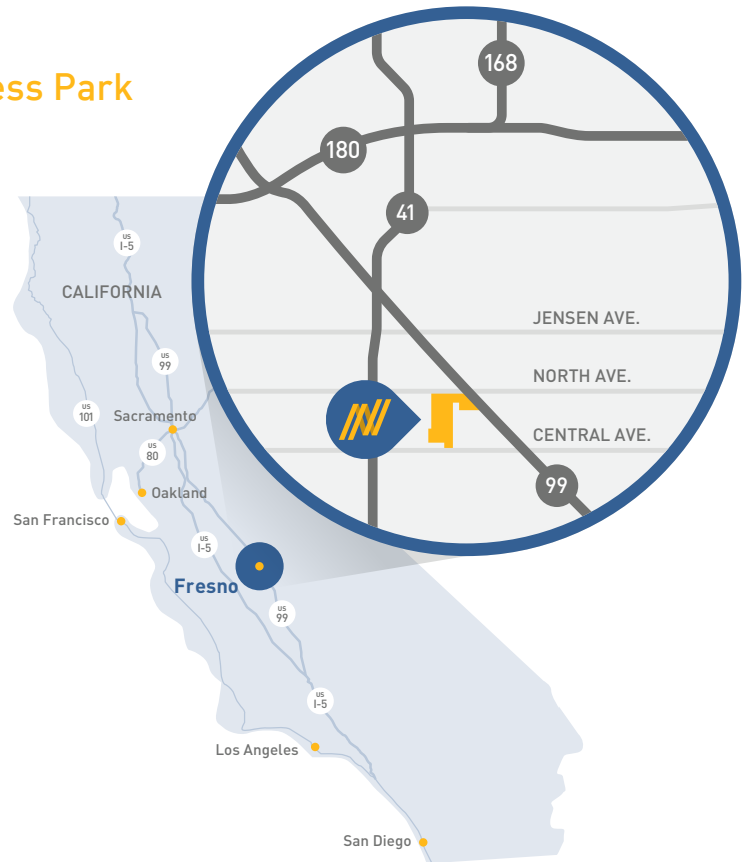 ess Park
168
180
41
JENSEN AVE.
NORTH AVE.
CENTRAL AVE.
99
US
I-5
CALIFORNIA
US
99
US
101
Sacramento
US
80
Oakland
San Francisco
US
I-5
Fresno
US
99
US
I-5
Los Angeles
San Diego